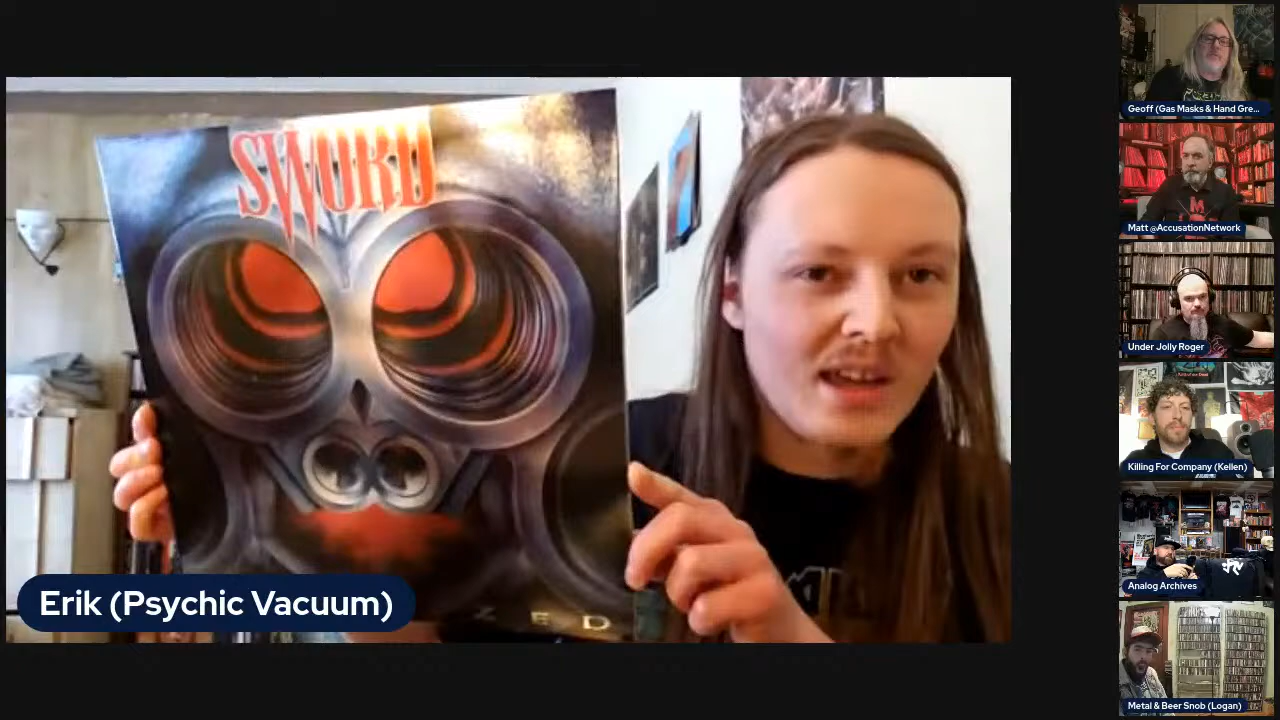 SWORD
ZED
Erik (Psychic Vacuum)
Geoff (Gas Masks & Hand Gre...
Matt @AccusationNetwork
Under Jolly Roger
Killing For Company (Kellen)
Analog Archives
Metal & Beer Snob (Logan)